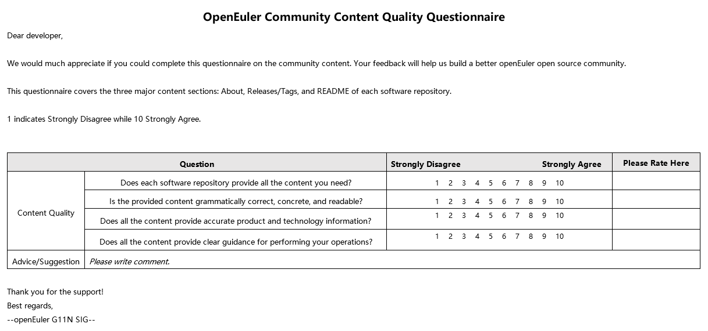 OpenEuler Community Content Quality Questionnaire
Dear developer,
We would much appreciate if you could complete this questionnaire on the community content. Your feedback will help us build a better openEuler open source community.
This questionnaire covers the three major content sections: About, Releases/Tags, and README of each software repository.
1 indicates Strongly Disagree while 10 Strongly Agree.
Question Strongly Disagree Strongly Agree Please Rate Here
Content Quality
Does each software repository provide all the content you need? 1 2 3 4 5 6 7 8 9 10
Is the provided content grammatically correct, concrete, and readable? 1 2 3 4 5 6 7 8 9 10
Does all the content provide accurate product and technology information? 1 2 3 4 5 6 7 8 9 10
Does all the content provide clear guidance for performing your operations? 1 2 3 4 5 6 7 8 9 10
Advice/Suggestion Please write comment.
Thank you for the support!
Best regards,
--openEuler G11N SIG--